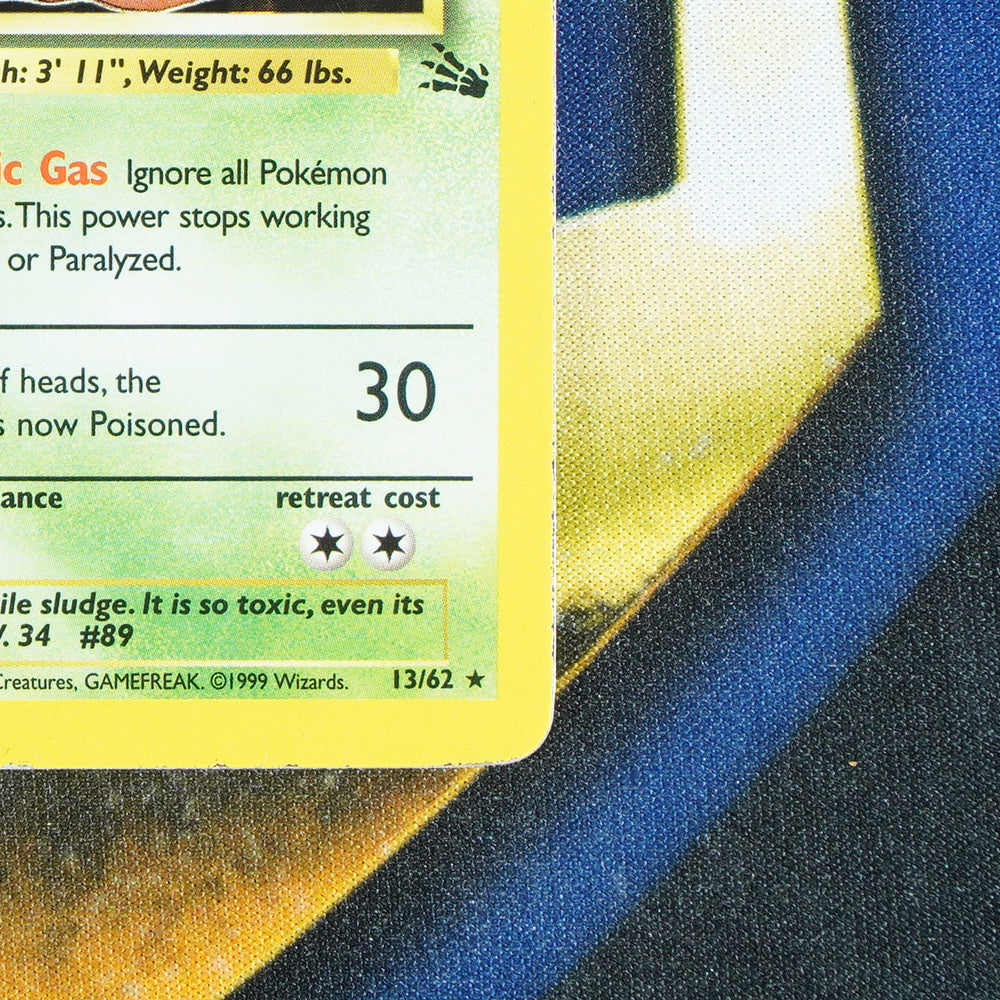 h: 3' 11", Weight: 66 lbs.
ic Gas Ignore all Pokémon
s. This power stops working
or Paralyzed.
f heads, the
s now Poisoned.
30
ance
retreat cost
ile sludge. It is so toxic, even its
V. 34 #89
Creatures, GAMEFREAK. ©1999 Wizards.
13/62 ★